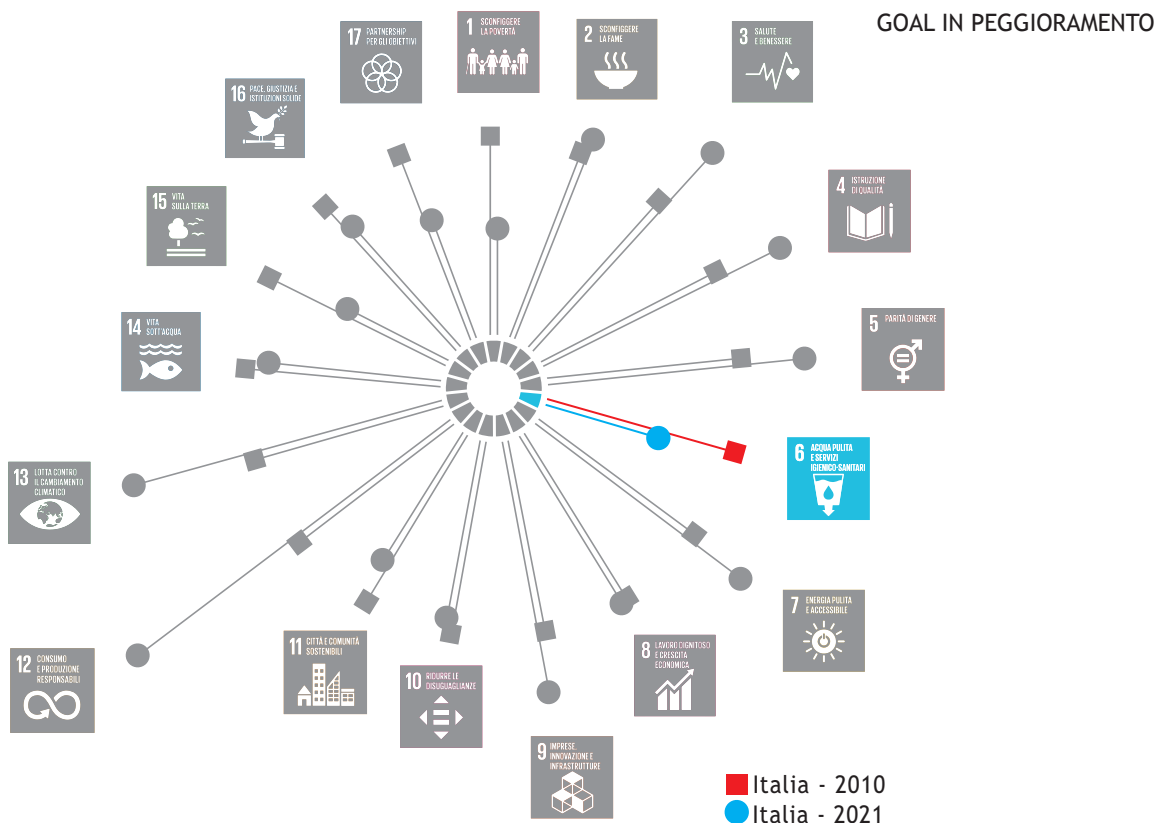 GOAL IN PEGGIORAMENTO
1 SCONFIGGERE
LA POVERTÀ
2 SCONFIGGERE
LA FAME
3 SALUTE
E BENESSERE
4 ISTRUZIONE
DI QUALITÀ
5 PARITÀ DI GENERE
6 ACQUA PULITA
E SERVIZI
IGIENICO-SANITARI
7 ENERGIA PULITA
E ACCESSIBILE
8 LAVORO DIGNITOSO
E CRESCITA
ECONOMICA
9 IMPRESE,
INNOVAZIONE E
INFRASTRUTTURE
10 RIDURRE LE
DISUGUAGLIANZE
11 CITTÀ E COMUNITÀ
SOSTENIBILI
12 CONSUMO
E PRODUZIONE
RESPONSABILI
13 LOTTA CONTRO
IL CAMBIAMENTO
CLIMATICO
14 VITA
SOTT'ACQUA
15 VITA
SULLA TERRA
16 PACE, GIUSTIZIA E
ISTITUZIONI SOLIDE
17 PARTNERSHIP
PER GLI OBIETTIVI
Italia - 2010
Italia - 2021